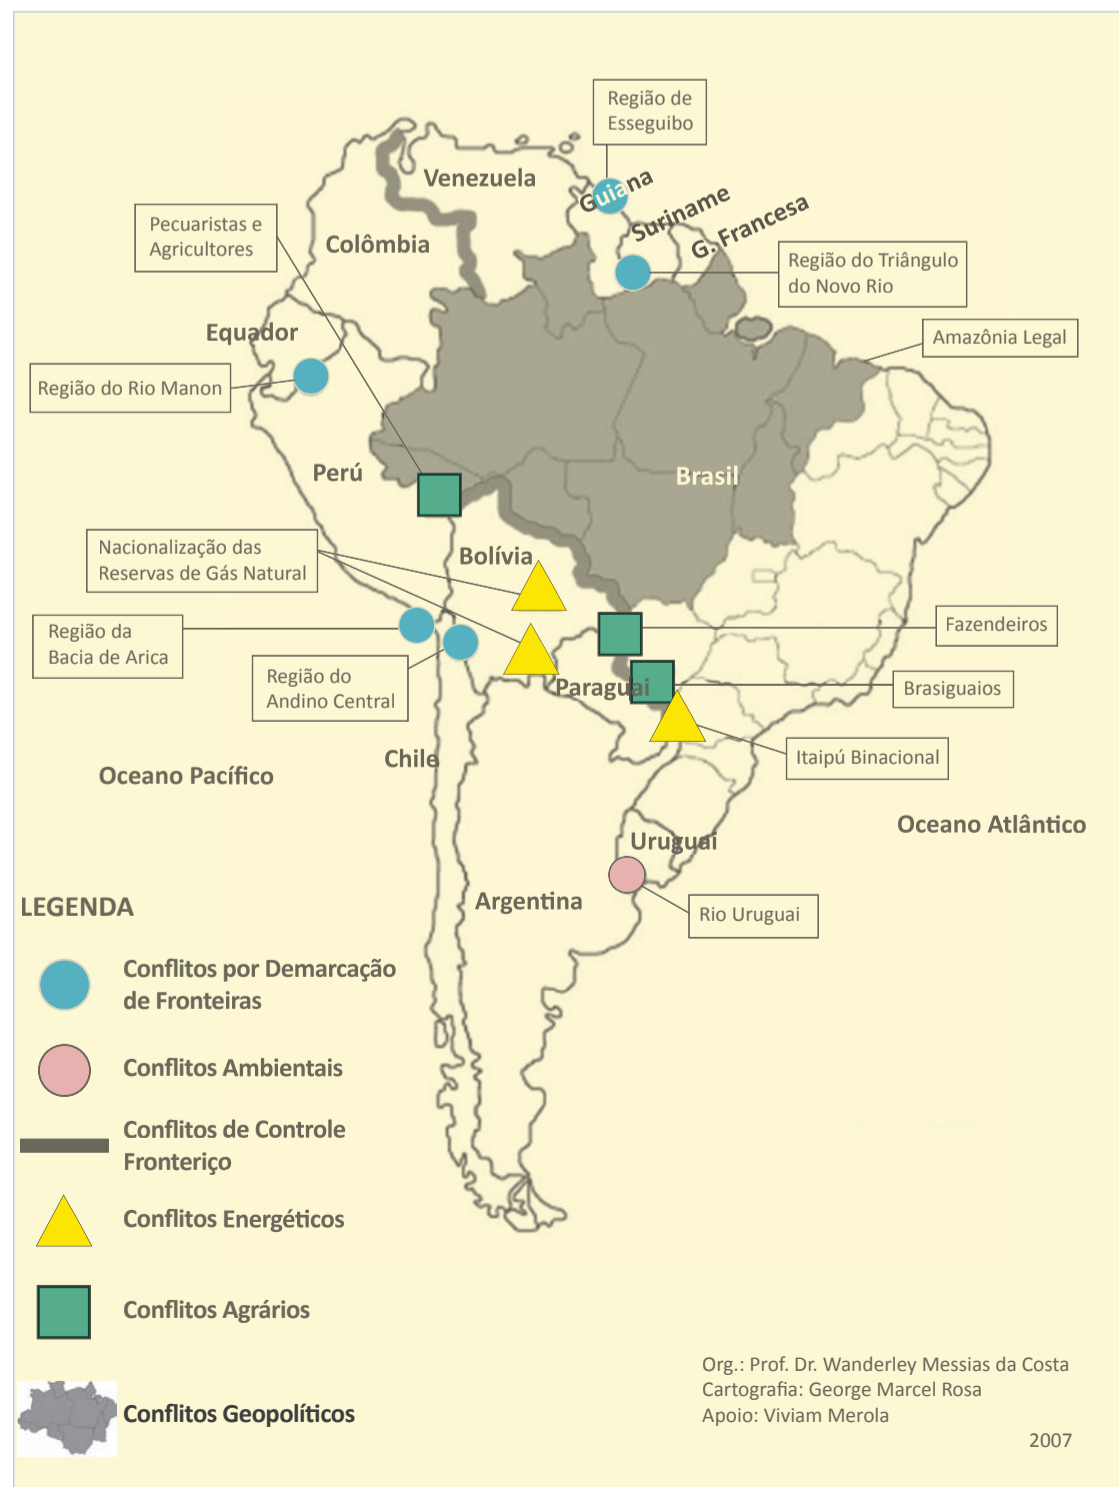 Região de
Esseguibo
Venezuela
Guiana
Suriname
G. Francesa
Pecuaristas e
Agricultores
Colômbia
Região do Triângulo
do Novo Rio
Equador
Amazônia Legal
Região do Rio Manon
Perú
Brasil
Nacionalização das
Reservas de Gás Natural
Bolívia
Região da
Bacia de Arica
Fazendeiros
Região do
Andino Central
Paraguai
Brasiguaios
Chile
Itaipú Binacional
Oceano Pacífico
Oceano Atlântico
Uruguai
Argentina
Rio Uruguai
LEGENDA
Conflitos por Demarcação
de Fronteiras
Conflitos Ambientais
Conflitos de Controle
Fronteriço
Conflitos Energéticos
Conflitos Agrários
Conflitos Geopolíticos
Org.: Prof. Dr. Wanderley Messias da Costa
Cartografia: George Marcel Rosa
Apoio: Viviam Merola
2007